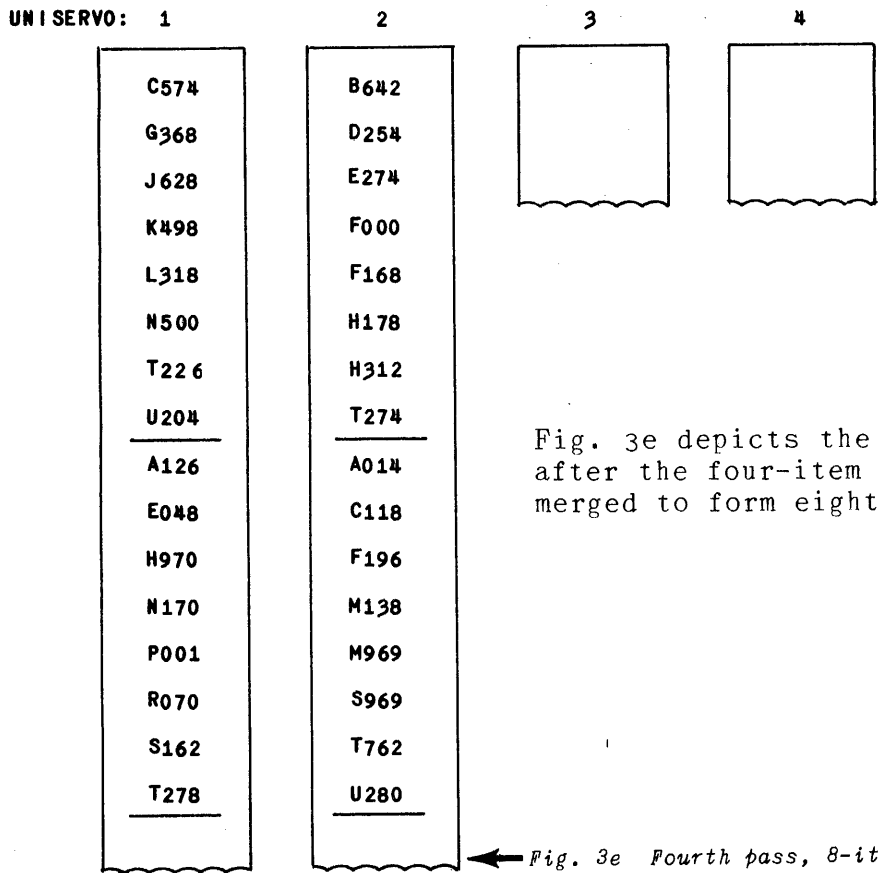 UNISERVO: 1 2 3 4
C574 B642
G368 D254
J628 E274
K498 F000
L318 F168
N500 H178
T226 H312
U204 T274
A126 A014
E048 C118
H970 F196
N170 M138
P001 M969
R070 S969
S162 T762
T278 U280
Fig. 3e depicts the
after the four-item
merged to form eight
Fig. 3e Fourth pass, 8-it